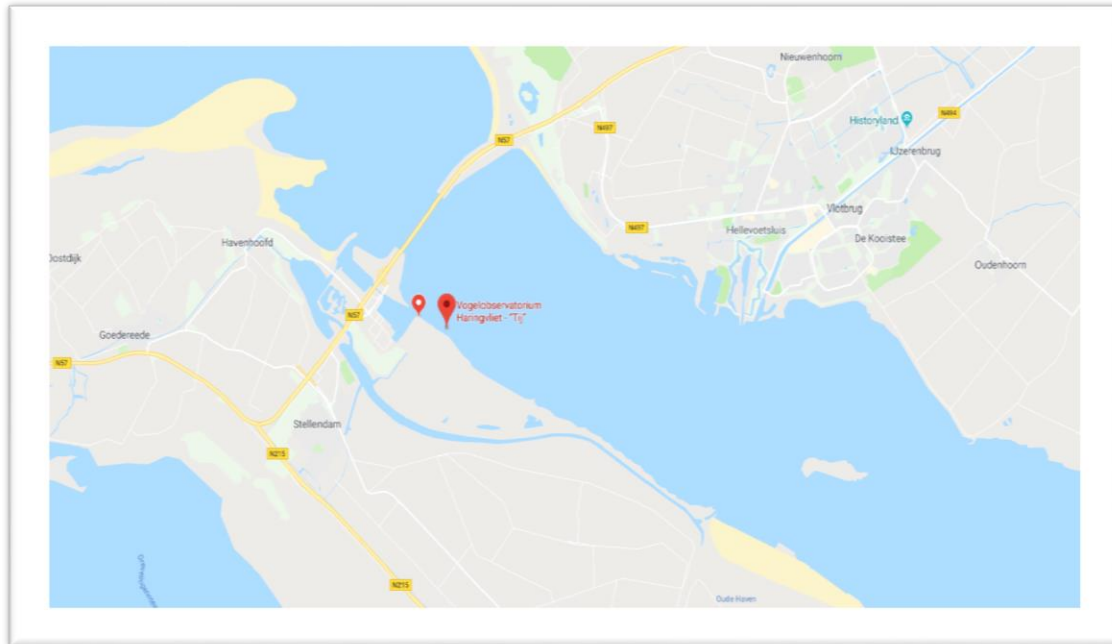 Nieuwenhoorn
N57
N497
Historyland
N494
IJzerenbrug
Vlotbrug
N497
Hellevoetsluis
De Kooistee
Oudenhoorn
Havenhoofd
Oostdijk
Vogelobservatorium
Haringvliet - "Tij"
N57
Goedereede
N57
Stellendam
N215
N215
Oude Haven